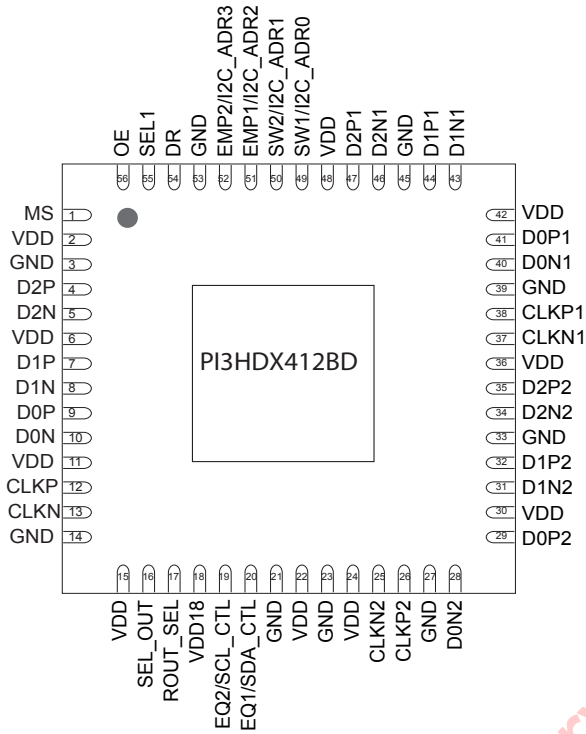 OE
SEL1
DR
GND
EMP2/I2C_ADR3
EMP1/I2C_ADR2
SW2/I2C_ADR1
SW1/I2C_ADR0
VDD
D2P1
D2N1
GND
D1P1
D1N1
56
55
54
53
52
51
50
49
48
47
46
45
44
43
MS 1
VDD 2
GND 3
D2P 4
D2N 5
VDD 6
D1P 7
D1N 8
D0P 9
D0N 10
VDD 11
CLKP 12
CLKN 13
GND 14
PI3HDX412BD
42 VDD
41 D0P1
40 D0N1
39 GND
38 CLKP1
37 CLKN1
36 VDD
35 D2P2
34 D2N2
33 GND
32 D1P2
31 D1N2
30 VDD
29 D0P2
15
16
17
18
19
20
21
22
23
24
25
26
27
28
VDD
SEL_OUT
ROUT_SEL
VDD18
EQ2/SCL_CTL
EQ1/SDA_CTL
GND
VDD
GND
VDD
CLKN2
CLKP2
GND
D0N2